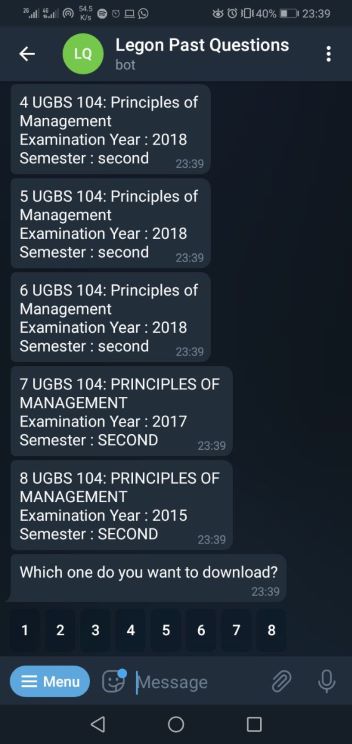 26 46 54.5 K/s 40% 23:39
LQ Legon Past Questions
bot
4 UGBS 104: Principles of
Management
Examination Year : 2018
Semester : second 23:39
5 UGBS 104: Principles of
Management
Examination Year : 2018
Semester : second 23:39
6 UGBS 104: Principles of
Management
Examination Year : 2018
Semester : second 23:39
7 UGBS 104: PRINCIPLES OF
MANAGEMENT
Examination Year : 2017
Semester : SECOND 23:39
8 UGBS 104: PRINCIPLES OF
MANAGEMENT
Examination Year : 2015
Semester : SECOND 23:39
Which one do you want to download?
23:39
1 2 3 4 5 6 7 8
Menu Message